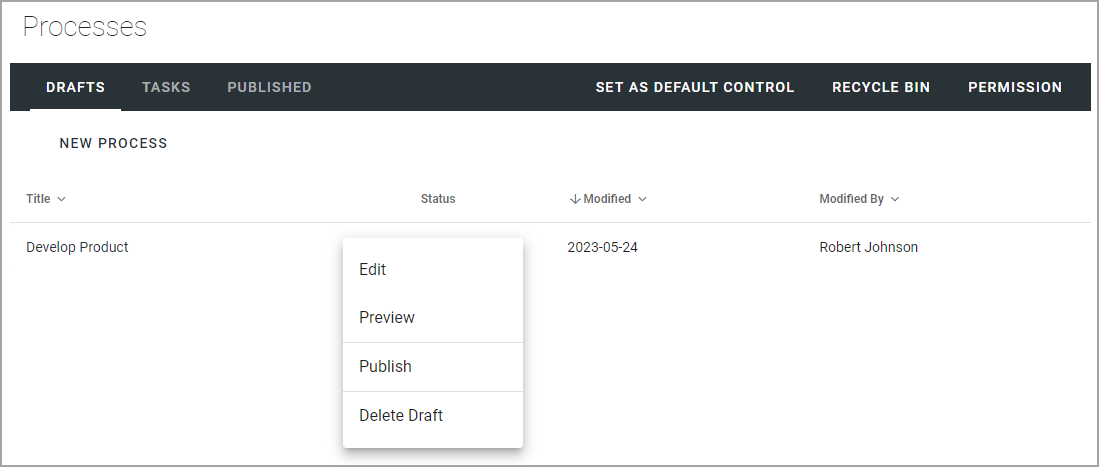 Processes
DRAFTS TASKS PUBLISHED SET AS DEFAULT CONTROL RECYCLE BIN PERMISSION
NEW PROCESS
Title Status Modified Modified By
Develop Product 2023-05-24 Robert Johnson
Edit
Preview
Publish
Delete Draft